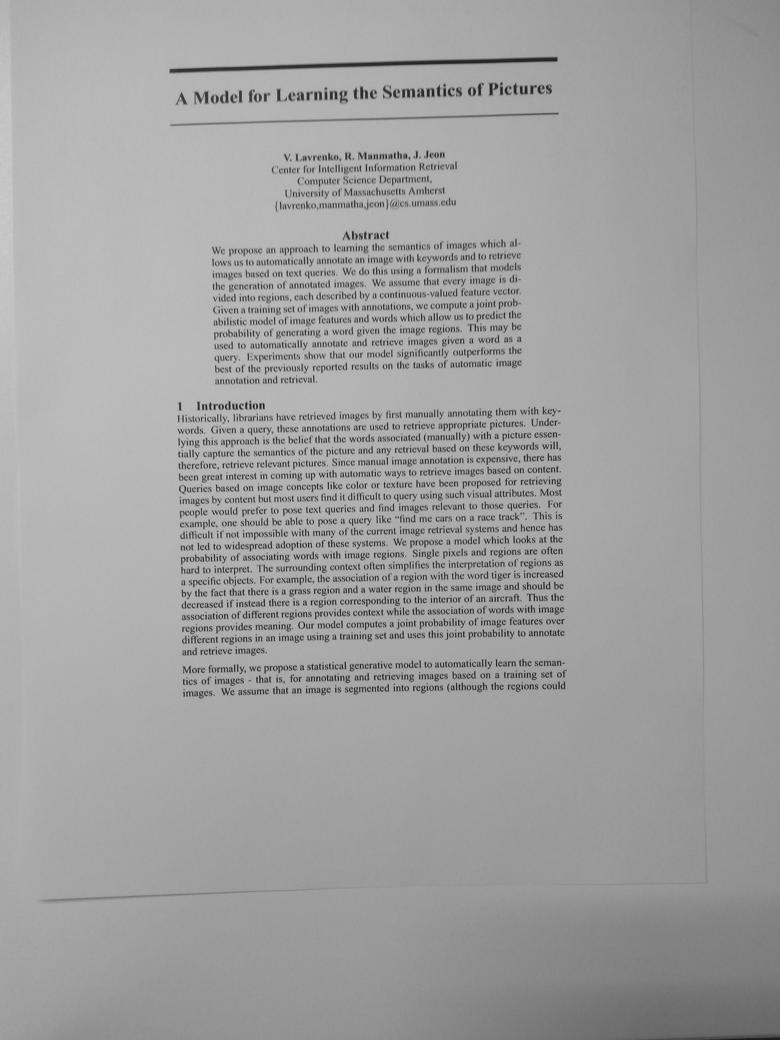 A Model for Learning the Semantics of Pictures
V. Lavrenko, R. Manmatha, J. Jeon
Center for Intelligent Information Retrieval
Computer Science Department,
University of Massachusetts Amherst
{lavrenko,manmatha,jeon}@cs.umass.edu
Abstract
We propose an approach to learning the semantics of images which al-
lows us to automatically annotate an image with keywords and to retrieve
images based on text queries. We do this using a formalism that models
the generation of annotated images. We assume that every image is di-
vided into regions, each described by a continuous-valued feature vector.
Given a training set of images with annotations, we compute a joint prob-
abilistic model of image features and words which allow us to predict the
probability of generating a word given the image regions. This may be
used to automatically annotate and retrieve images given a word as a
query. Experiments show that our model significantly outperforms the
best of the previously reported results on the tasks of automatic image
annotation and retrieval.
1 Introduction
Historically, librarians have retrieved images by first manually annotating them with key-
words. Given a query, these annotations are used to retrieve appropriate pictures. Under-
lying this approach is the belief that the words associated (manually) with a picture essen-
tially capture the semantics of the picture and any retrieval based on these keywords will,
therefore, retrieve relevant pictures. Since manual image annotation is expensive, there has
been great interest in coming up with automatic ways to retrieve images based on content.
Queries based on image concepts like color or texture have been proposed for retrieving
images by content but most users find it difficult to query using such visual attributes. Most
people would prefer to pose text queries and find images relevant to those queries. For
example, one should be able to pose a query like “find me cars on a race track”. This is
difficult if not impossible with many of the current image retrieval systems and hence has
not led to widespread adoption of these systems. We propose a model which looks at the
probability of associating words with image regions. Single pixels and regions are often
hard to interpret. The surrounding context often simplifies the interpretation of regions as
a specific objects. For example, the association of a region with the word tiger is increased
by the fact that there is a grass region and a water region in the same image and should be
decreased if instead there is a region corresponding to the interior of an aircraft. Thus the
association of different regions provides context while the association of words with image
regions provides meaning. Our model computes a joint probability of image features over
different regions in an image using a training set and uses this joint probability to annotate
and retrieve images.
More formally, we propose a statistical generative model to automatically learn the seman-
tics of images - that is, for annotating and retrieving images based on a training set of
images. We assume that an image is segmented into regions (although the regions could